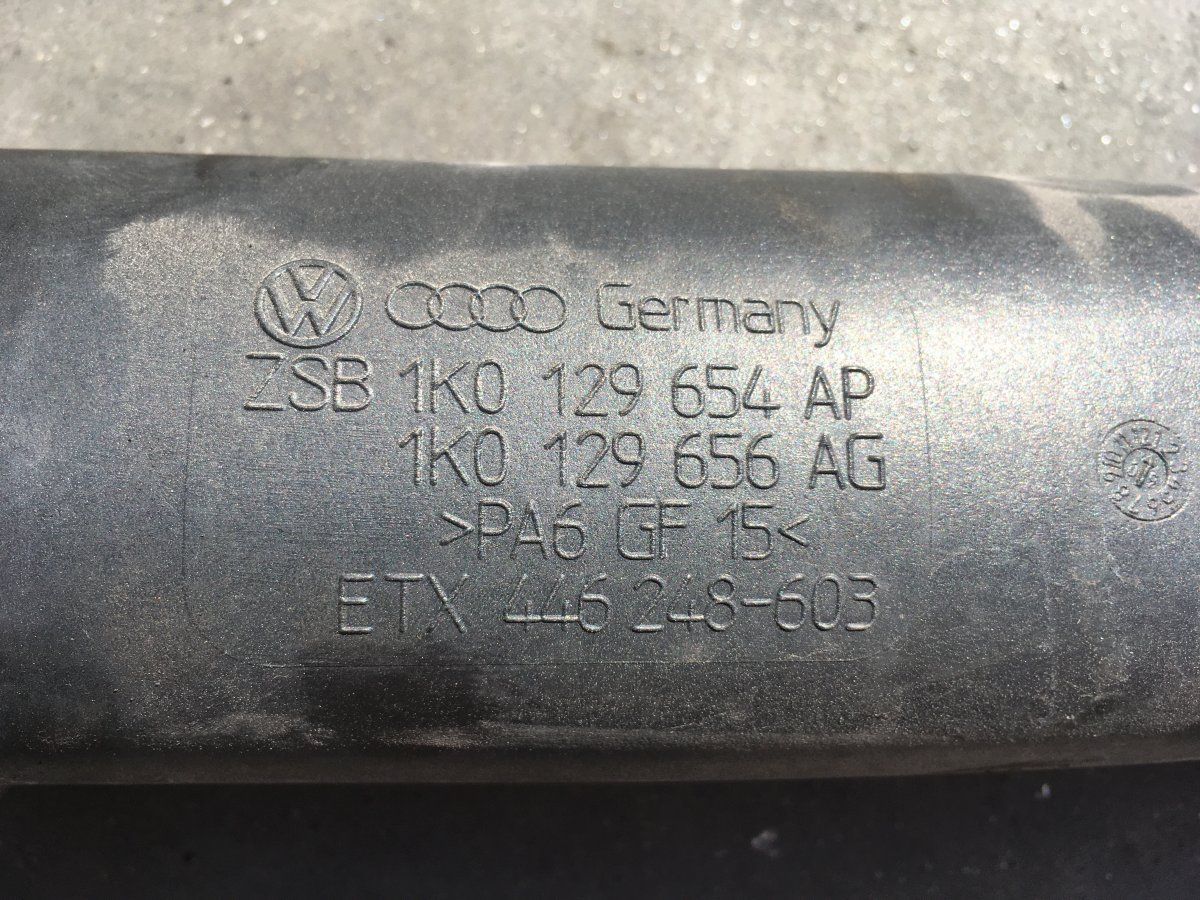 Germany
ZSB 1K0 129 654 AP
1K0 129 656 AG
>PA6 GF 15<
ETX 446 248-603